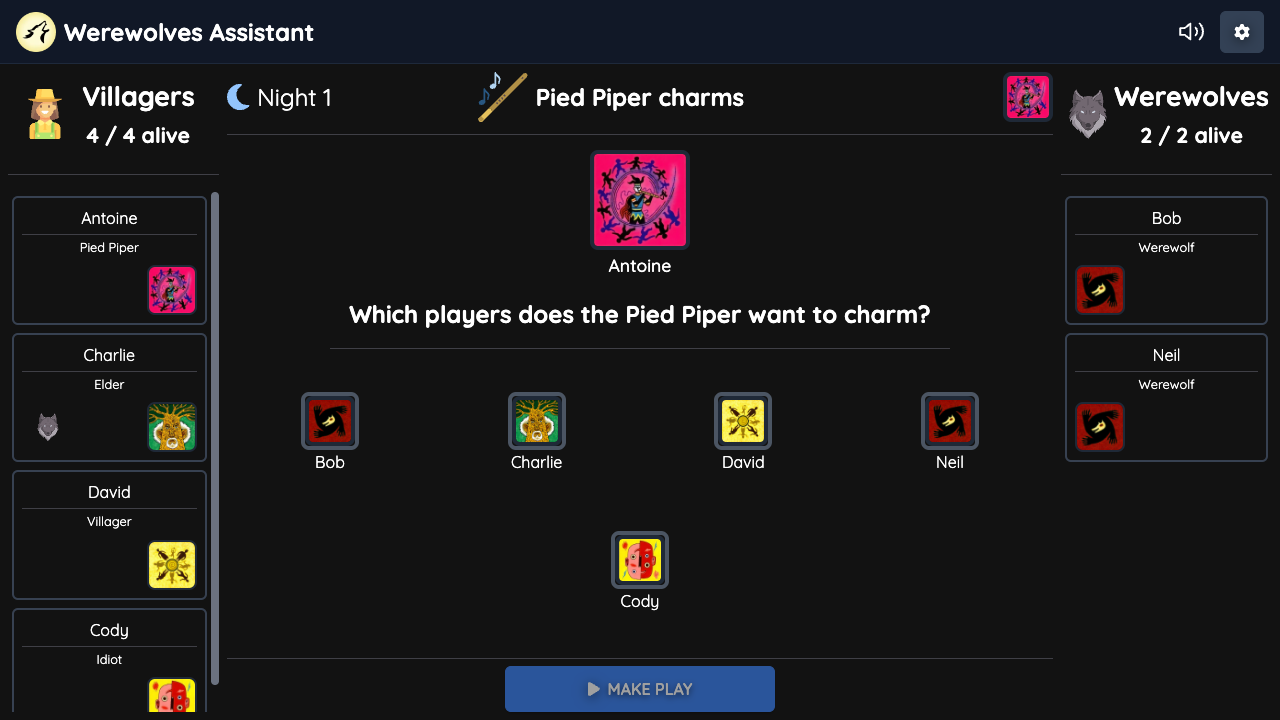 Werewolves Assistant
Villagers
4 / 4 alive
Night 1
Pied Piper charms
Werewolves
2 / 2 alive
Antoine
Pied Piper
Charlie
Elder
David
Villager
Cody
Idiot
Antoine
Which players does the Pied Piper want to charm?
Bob
Charlie
David
Neil
Cody
MAKE PLAY
Bob
Werewolf
Neil
Werewolf